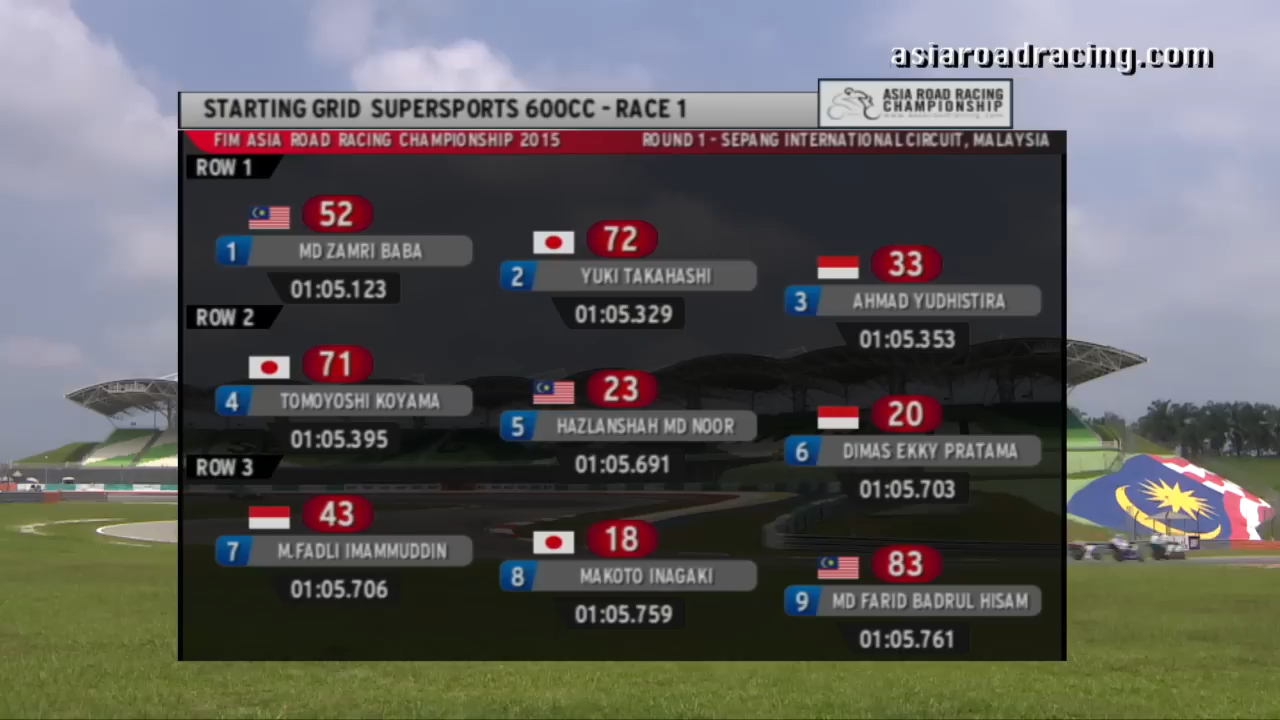 asiaroadracing.com
STARTING GRID SUPERSPORTS 600CC - RACE 1
ASIA ROAD RACING
CHAMPIONSHIP
FIM ASIA ROAD RACING CHAMPIONSHIP 2015
ROUND 1 - SEPANG INTERNATIONAL CIRCUIT, MALAYSIA
ROW 1
52
1 MD ZAMRI BABA
01:05.123
72
2 YUKI TAKAHASHI
01:05.329
33
3 AHMAD YUDHISTIRA
01:05.353
ROW 2
71
4 TOMOYOSHI KOYAMA
01:05.395
23
5 HAZLANSHAH MD NOOR
01:05.691
20
6 DIMAS EKKY PRATAMA
01:05.703
ROW 3
43
7 M.FADLI IMAMMUDDIN
01:05.706
18
8 MAKOTO INAGAKI
01:05.759
83
9 MD FARID BADRUL HISAM
01:05.761